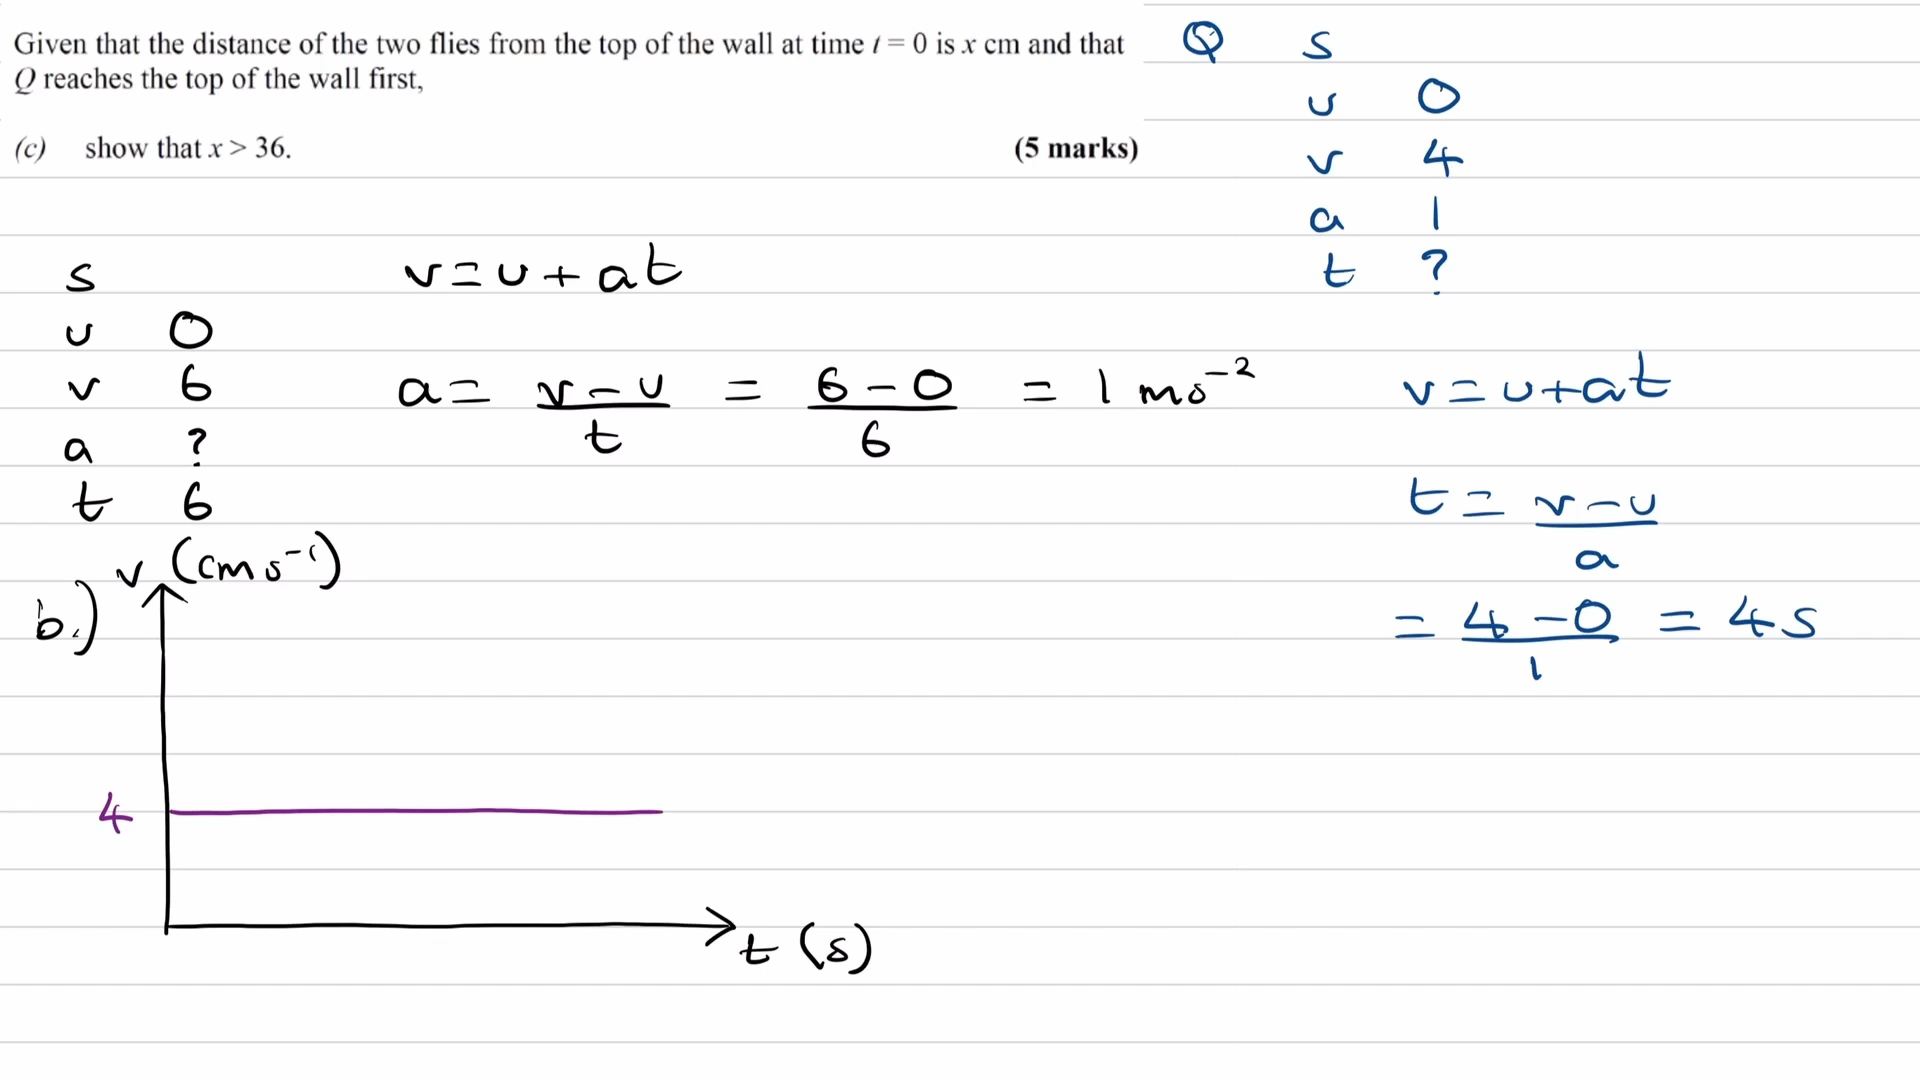 Given that the distance of the two flies from the top of the wall at time t = 0 is x cm and that
Q reaches the top of the wall first,
(c) show that x > 36. (5 marks)
Q s
u 0
v 4
a 1
t ?
s
u 0
v 6
a ?
t 6
v = u + at
a = v - u / t = 6 - 0 / 6 = 1 ms⁻²
v = u + at
t = v - u / a
= 4 - 0 / 1 = 4s
b.) v (cms⁻¹)
4
t (s)